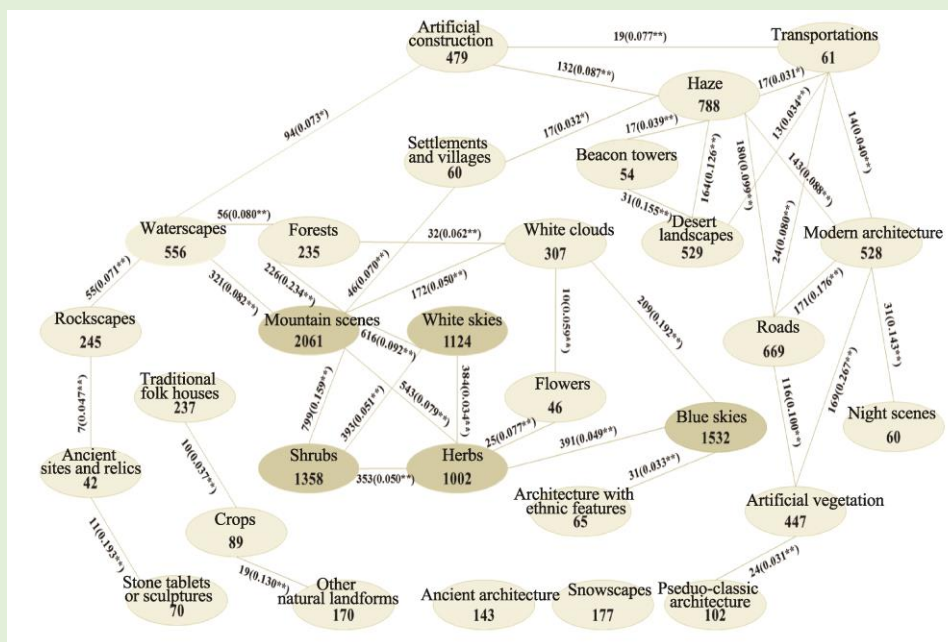 Artificial
construction
479
19(0.077**)
Transportations
61
132(0.087**)
17(0.031*)
Haze
788
94(0.073*)
17(0.032*)
17(0.039**)
13(0.034**)
14(0.040**)
Settlements
and villages
60
Beacon towers
54
164(0.126**)
180(0.099**)
143(0.088**)
31(0.155**)
24(0.080**)
56(0.080**)
Waterscapes
556
Forests
235
32(0.062**)
White clouds
307
Desert
landscapes
529
Modern architecture
528
55(0.071**)
321(0.082**)
226(0.234**)
46(0.070**)
172(0.050**)
209(0.192**)
171(0.176**)
31(0.143**)
Rockscapes
245
Mountain scenes
2061
White skies
1124
616(0.092**)
10(0.059**)
Roads
669
7(0.047**)
Traditional
folk houses
237
799(0.159**)
393(0.051**)
543(0.079**)
384(0.034**)
Flowers
46
116(0.100**)
169(0.267**)
25(0.077**)
Blue skies
1532
Night scenes
60
10(0.037**)
391(0.049**)
Ancient
sites and relics
42
Shrubs
1358
353(0.050**)
Herbs
1002
31(0.033**)
Architecture with
ethnic features
65
Artificial vegetation
447
11(0.193**)
Crops
89
19(0.130**)
24(0.031**)
Stone tablets
or sculptures
70
Other
natural landforms
170
Ancient architecture
143
Snowscapes
177
Pseduo-classic
architecture
102